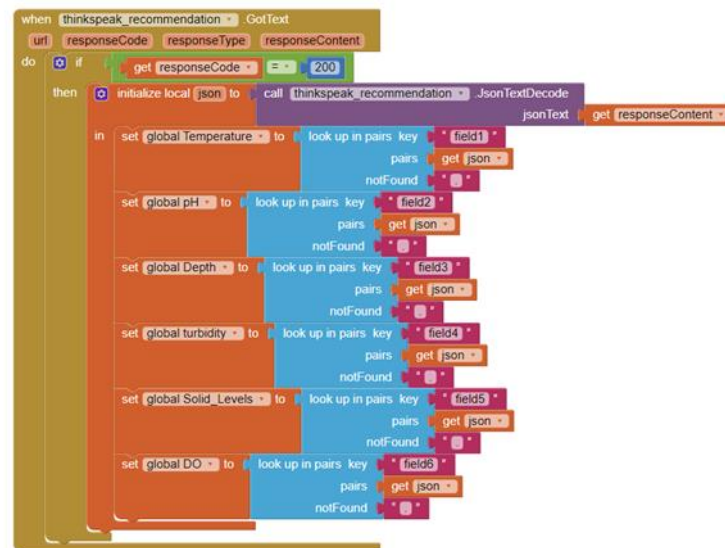 when thinkspeak_recommendation .GotText
url responseCode responseType responseContent
do if get responseCode = 200
then initialize local json to call thinkspeak_recommendation .JsonTextDecode
jsonText get responseContent
in set global Temperature to look up in pairs key " field1 "
pairs get json
notFound " . "
set global pH to look up in pairs key " field2 "
pairs get json
notFound " . "
set global Depth to look up in pairs key " field3 "
pairs get json
notFound " . "
set global turbidity to look up in pairs key " field4 "
pairs get json
notFound " . "
set global Solid_Levels to look up in pairs key " field5 "
pairs get json
notFound " . "
set global DO to look up in pairs key " field6 "
pairs get json
notFound " . "